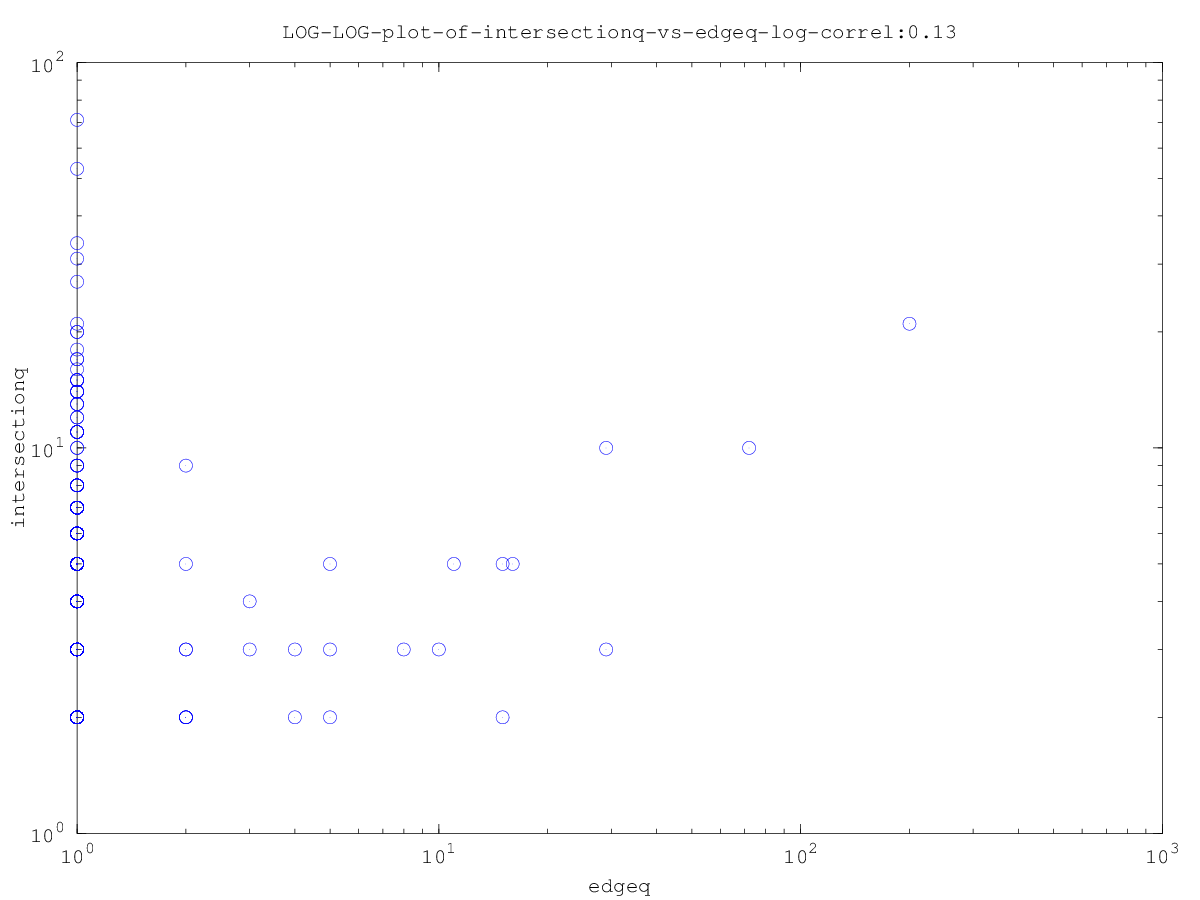 LOG-LOG-plot-of-intersectionq-vs-edgeq-log-correl:0.13
10^2
10^1
10^0
intersectionq
10^0 10^1 10^2 10^3
edgeq